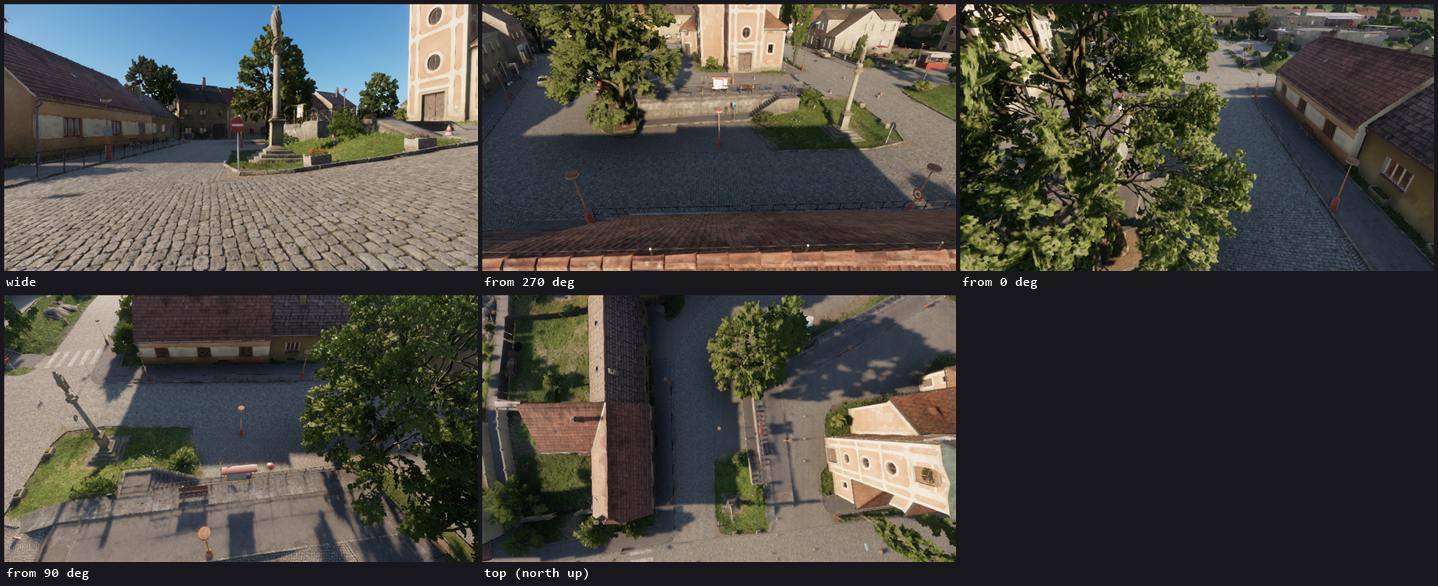 wide
from 270 deg
from 0 deg
from 90 deg
top (north up)